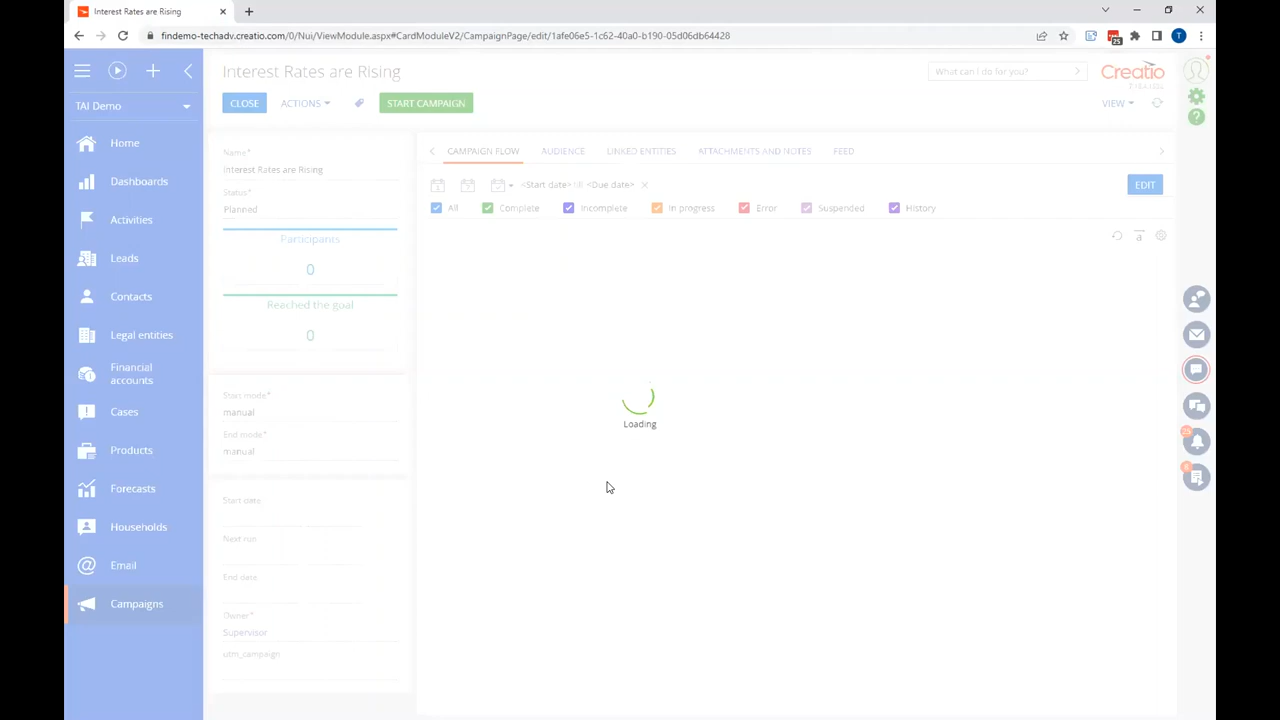 Interest Rates are Rising
findemo-techadv.creatio.com/0/Nui/ViewModule.aspx#CardModuleV2/CampaignPage/edit/1afe06e5-1c62-40a0-b190-05d06db64428
25
T
Interest Rates are Rising
What can I do for you?
Creatio
TAI Demo
CLOSE
ACTIONS
START CAMPAIGN
VIEW
Home
Dashboards
Activities
Leads
Contacts
Legal entities
Financial
accounts
Cases
Products
Forecasts
Households
Email
Campaigns
Name*
Interest Rates are Rising
Status*
Planned
Participants
0
Reached the goal
0
Start mode*
manual
End mode*
manual
Start date
Next run
End date
Owner*
Supervisor
utm_campaign
CAMPAIGN FLOW
AUDIENCE
LINKED ENTITIES
ATTACHMENTS AND NOTES
FEED
<Start date> <Due date>
EDIT
All
Complete
Incomplete
In progress
Error
Suspended
History
Loading